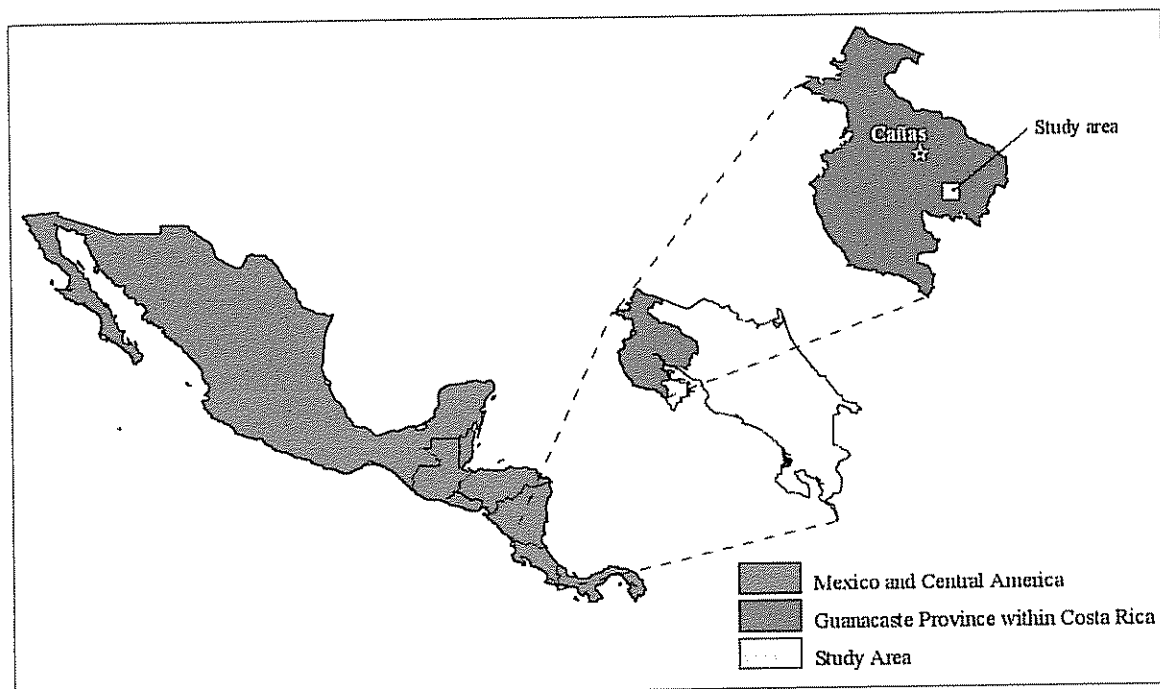 Cañas
Study area
Mexico and Central America
Guanacaste Province within Costa Rica
Study Area